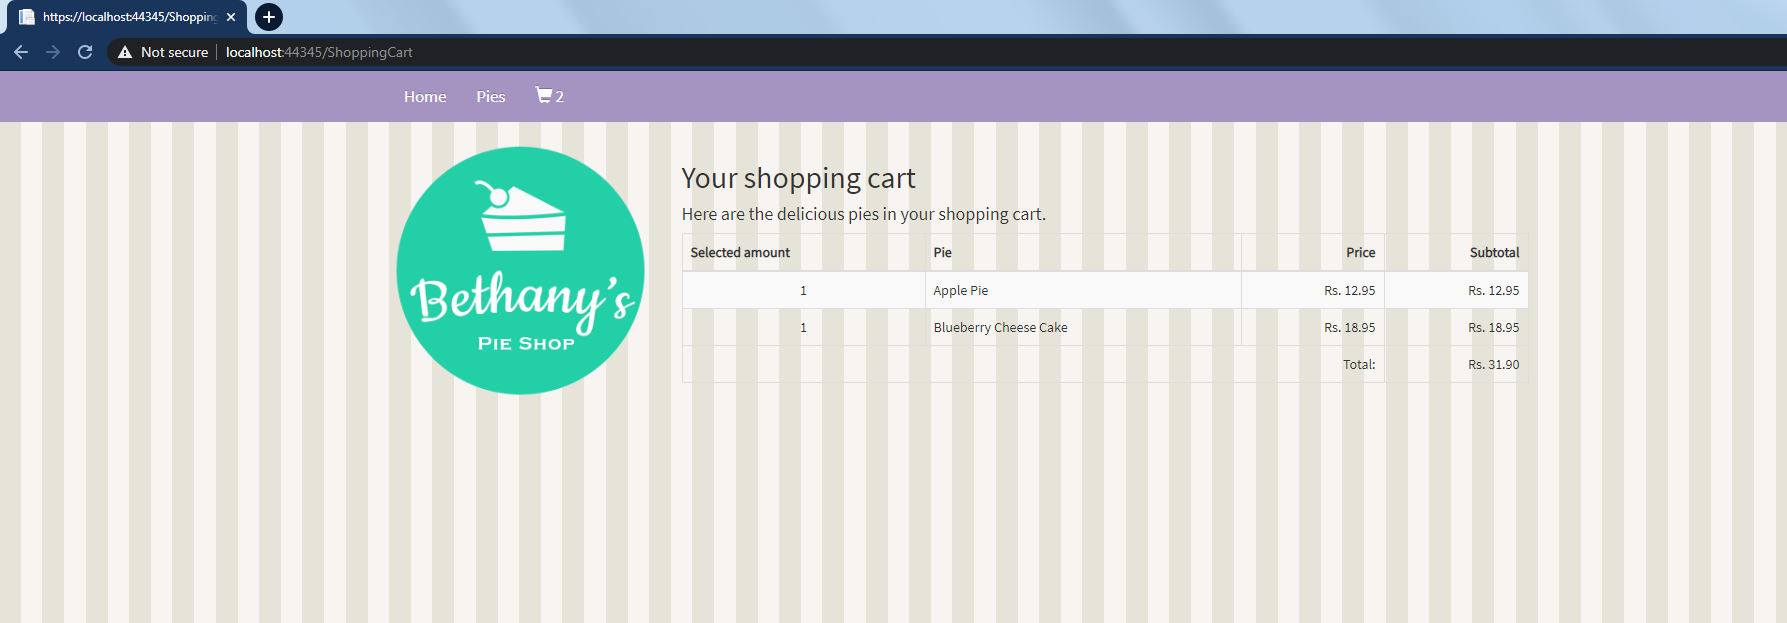 https://localhost:44345/Shopping
Not secure localhost:44345/ShoppingCart
Home Pies 2
Bethany's
PIE SHOP
Your shopping cart
Here are the delicious pies in your shopping cart.
Selected amount Pie Price Subtotal
1 Apple Pie Rs. 12.95 Rs. 12.95
1 Blueberry Cheese Cake Rs. 18.95 Rs. 18.95
Total: Rs. 31.90